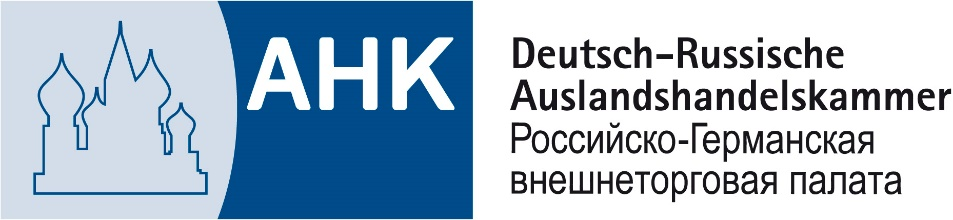 AHK
Deutsch-Russische
Auslandshandelskammer
Российско-Германская
внешнеторговая палата